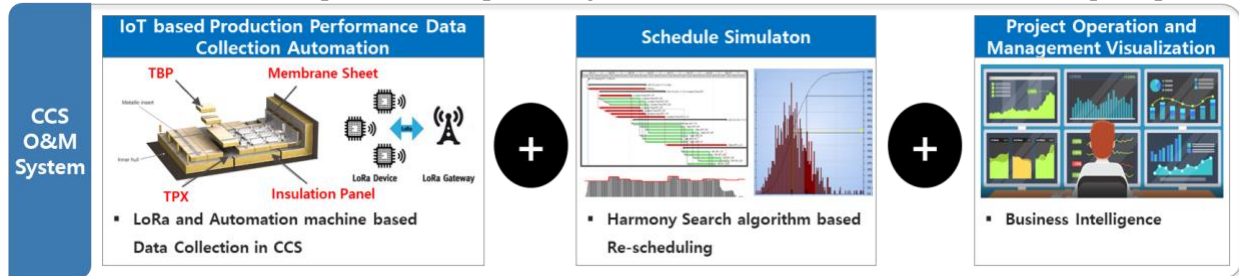 CCS
O&M
System
IoT based Production Performance Data
Collection Automation
TBP
Membrane Sheet
Metallic insert
Inner hull
TPX
Insulation Panel
LoRa
LoRa Device
LoRa Gateway
▪ LoRa and Automation machine based
Data Collection in CCS
+
Schedule Simulaton
▪ Harmony Search algorithm based
Re-scheduling
+
Project Operation and
Management Visualization
▪ Business Intelligence